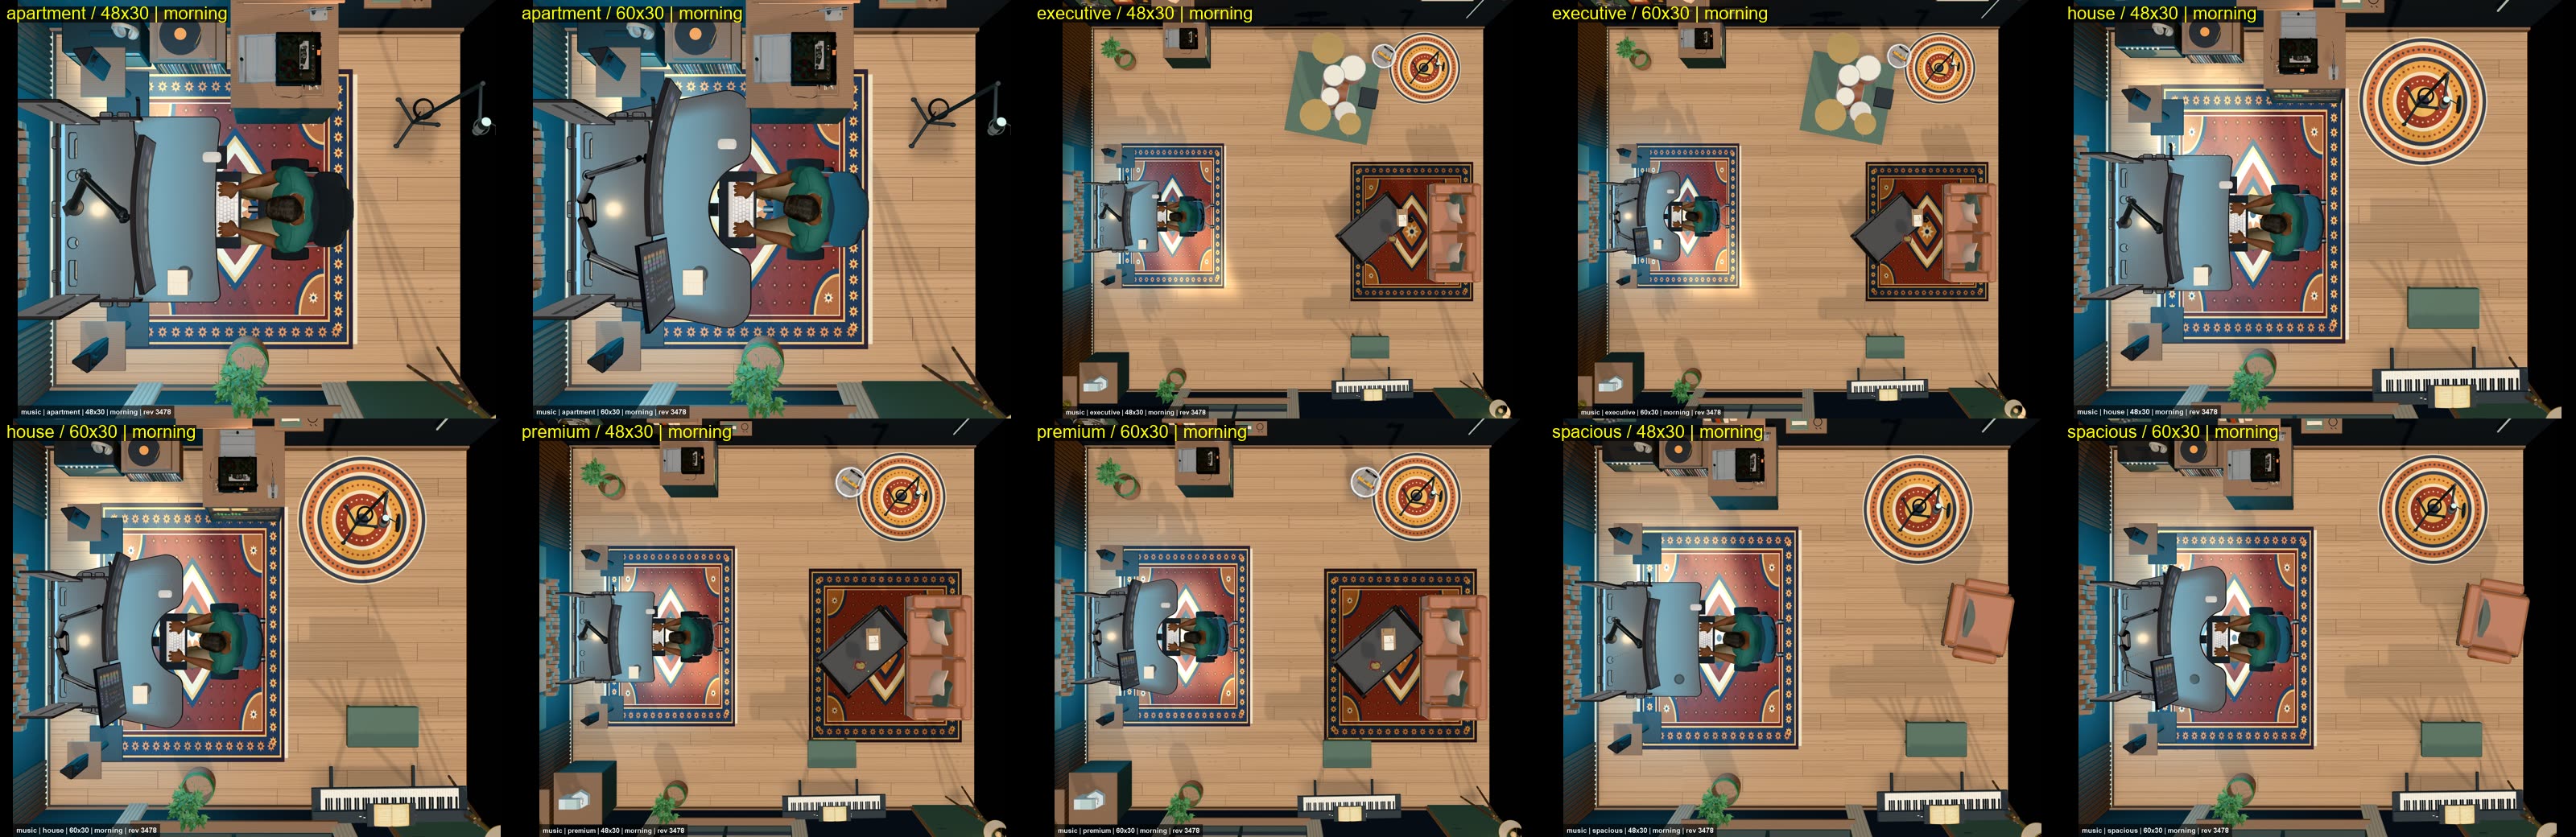 apartment / 48x30 | morning
apartment / 60x30 | morning
executive / 48x30 | morning
executive / 60x30 | morning
house / 48x30 | morning
music | apartment | 48x30 | morning | rev 3478
music | apartment | 60x30 | morning | rev 3478
music | executive | 48x30 | morning | rev 3478
music | executive | 60x30 | morning | rev 3478
music | house | 48x30 | morning | rev 3478
house / 60x30 | morning
premium / 48x30 | morning
premium / 60x30 | morning
spacious / 48x30 | morning
spacious / 60x30 | morning
music | house | 60x30 | morning | rev 3478
music | premium | 48x30 | morning | rev 3478
music | premium | 60x30 | morning | rev 3478
music | spacious | 48x30 | morning | rev 3478
music | spacious | 60x30 | morning | rev 3478